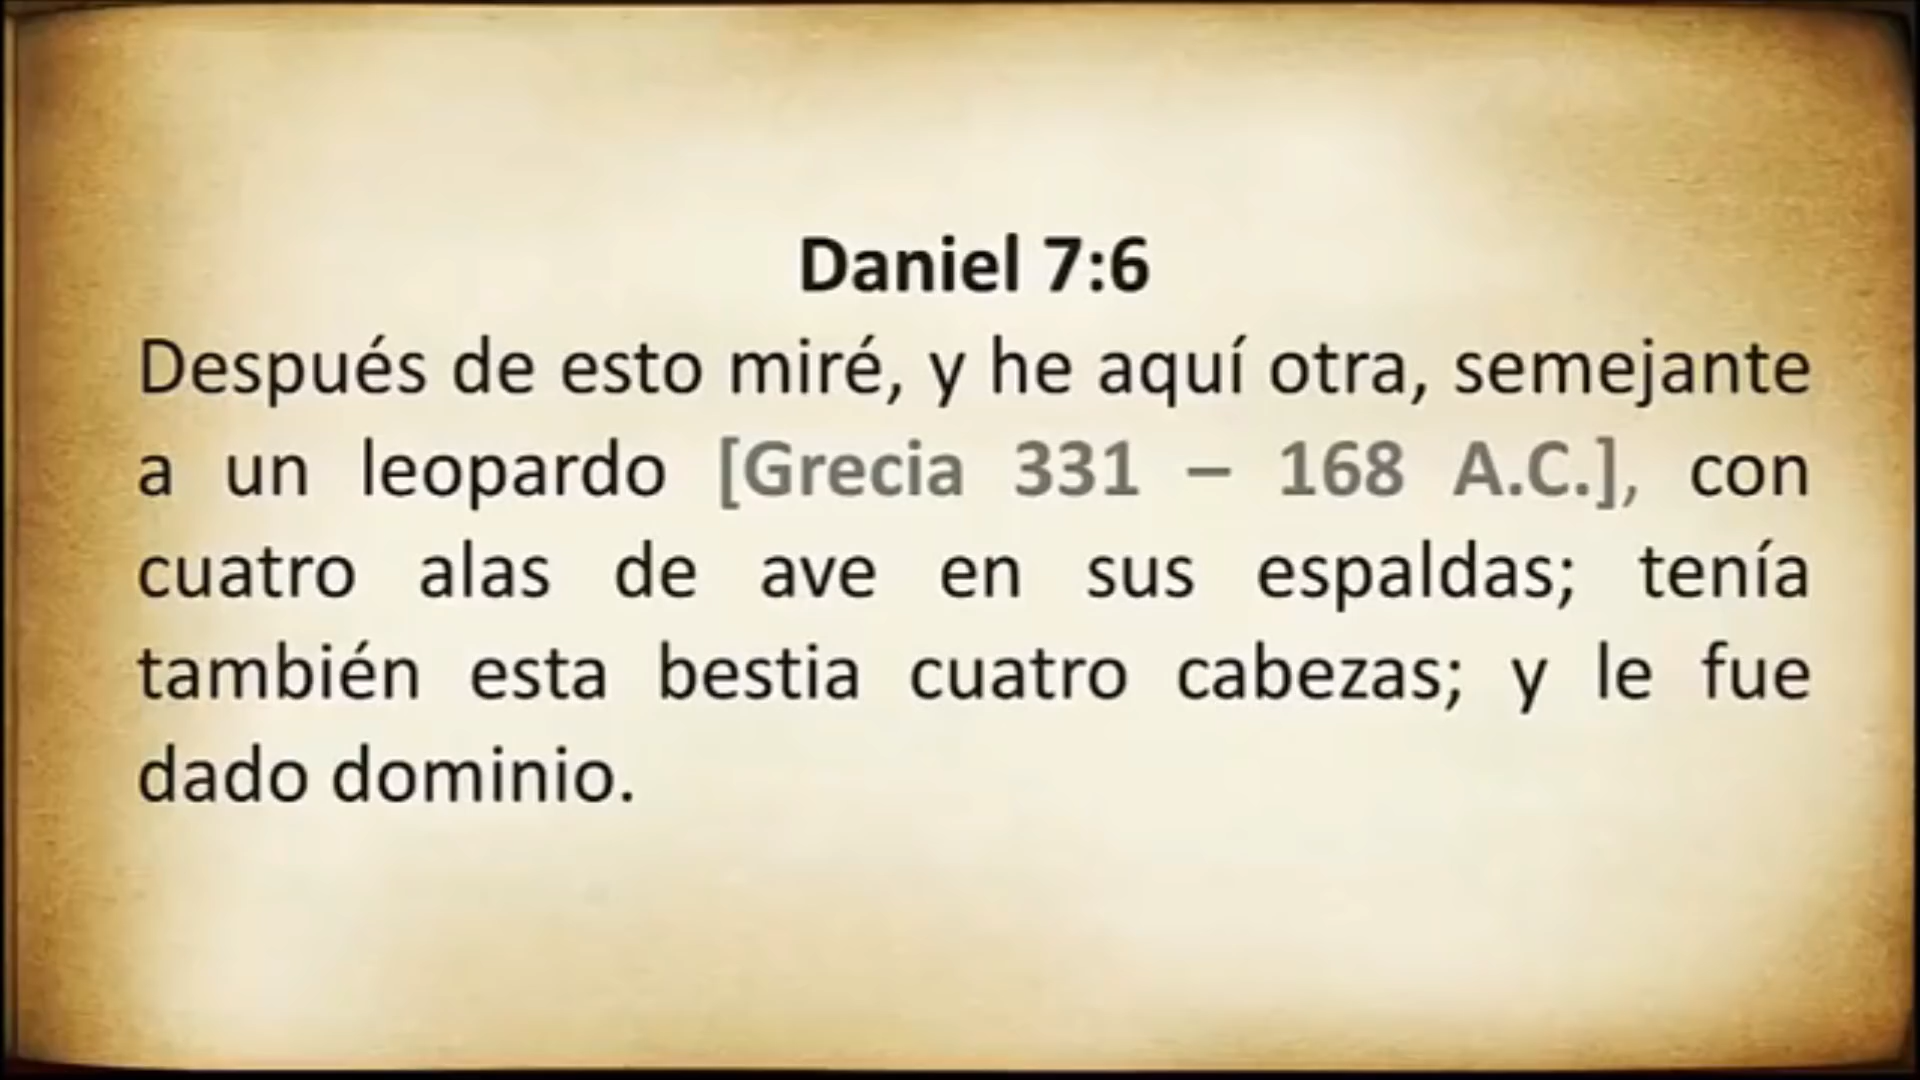 Daniel 7:6
Después de esto miré, y he aquí otra, semejante
a un leopardo [Grecia 331 – 168 A.C.], con
cuatro alas de ave en sus espaldas; tenía
también esta bestia cuatro cabezas; y le fue
dado dominio.